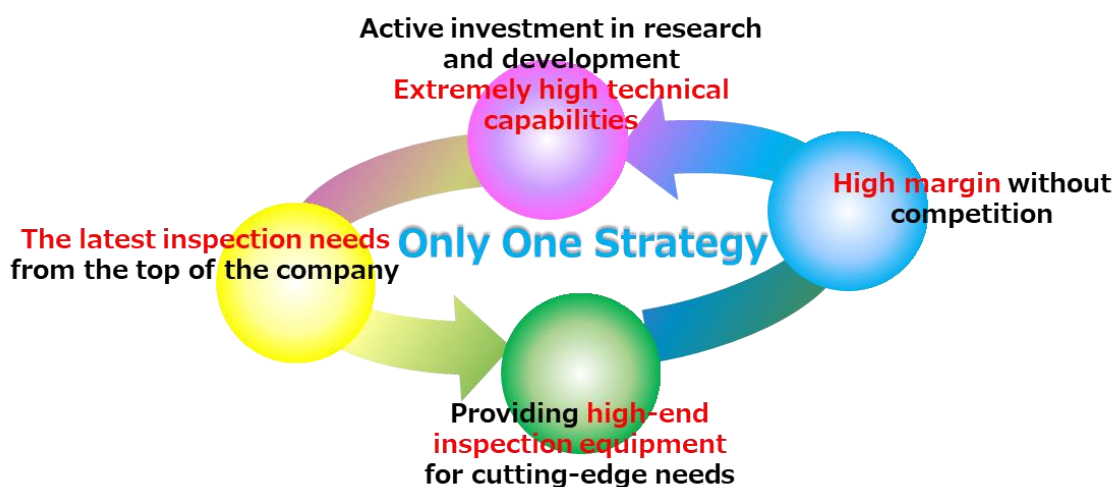 Active investment in research
and development
Extremely high technical
capabilities
High margin without
competition
The latest inspection needs
from the top of the company
Only One Strategy
Providing high-end
inspection equipment
for cutting-edge needs